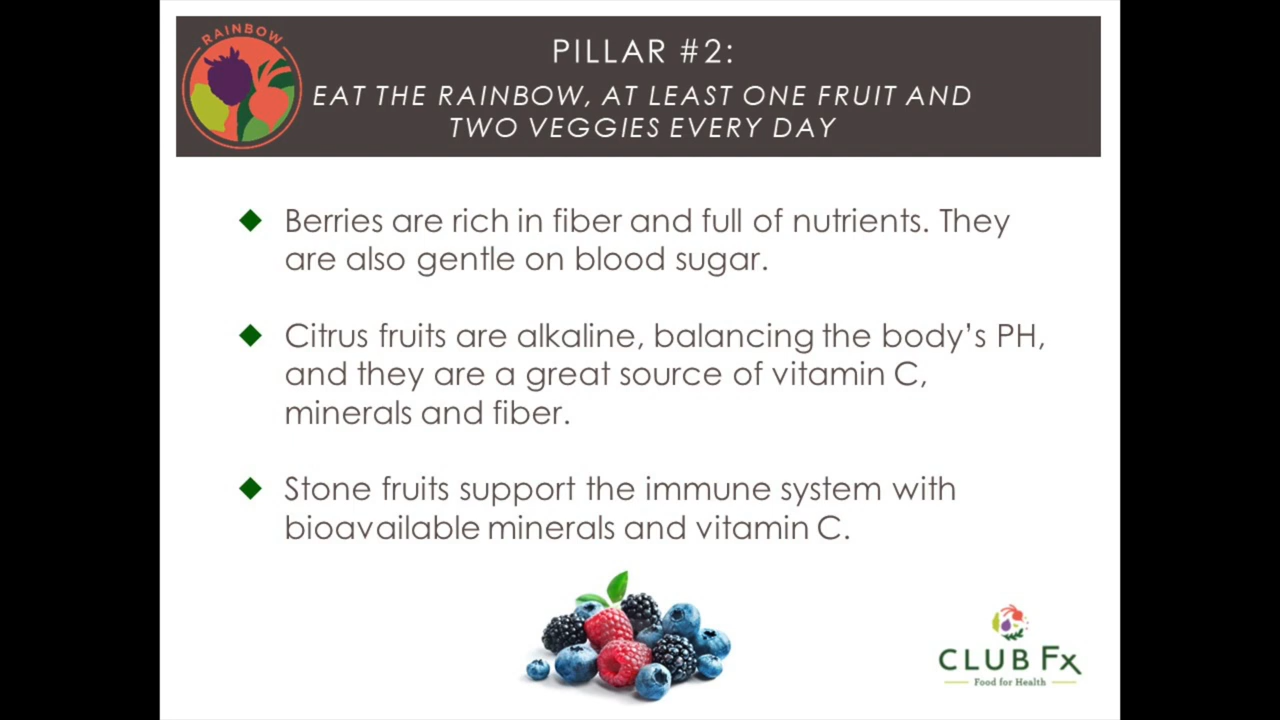 RAINBOW
PILLAR #2:
EAT THE RAINBOW, AT LEAST ONE FRUIT AND
TWO VEGGIES EVERY DAY
Berries are rich in fiber and full of nutrients. They
are also gentle on blood sugar.
Citrus fruits are alkaline, balancing the body’s PH,
and they are a great source of vitamin C,
minerals and fiber.
Stone fruits support the immune system with
bioavailable minerals and vitamin C.
CLUB Fx
Food for Health